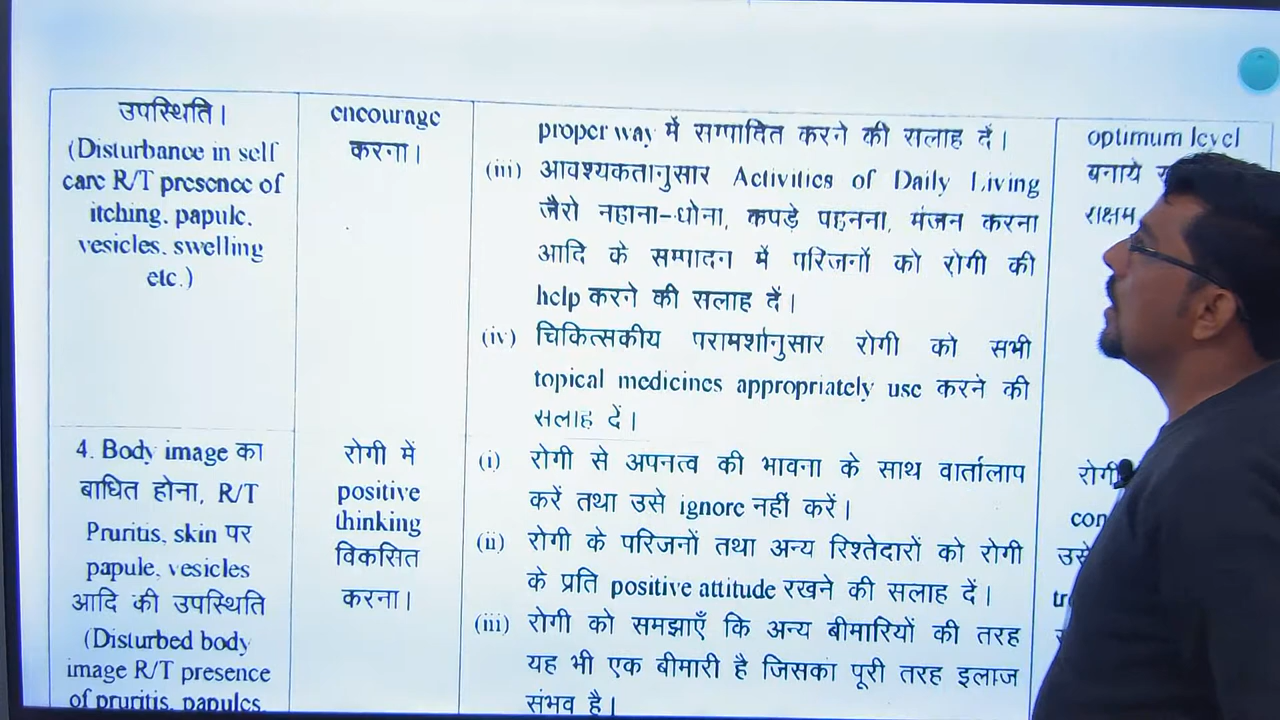 उपस्थिति।
(Disturbance in self
care R/T presence of
itching, papule,
vesicles, swelling
etc.)
encourage
करना।
proper way में सम्पादित करने की सलाह दें।
(iii) आवश्यकतानुसार Activities of Daily Living
जैसे नहाना-धोना, कपड़े पहनना, मंजन करना
आदि के सम्पादन में परिजनों को रोगी की
help करने की सलाह दें।
(iv) चिकित्सकीय परामर्शानुसार रोगी को सभी
topical medicines appropriately use करने की
सलाह दें।
optimum level
बनाये
सक्षम
4. Body image का
बाधित होना, R/T
Pruritis, skin पर
papule, vesicles
आदि की उपस्थिति
(Disturbed body
image R/T presence
of pruritis, papules,
रोगी में
positive
thinking
विकसित
करना।
(i) रोगी से अपनत्व की भावना के साथ वार्तालाप
करें तथा उसे ignore नहीं करें।
(ii) रोगी के परिजनों तथा अन्य रिश्तेदारों को रोगी
के प्रति positive attitude रखने की सलाह दें।
(iii) रोगी को समझाएँ कि अन्य बीमारियों की तरह
यह भी एक बीमारी है जिसका पूरी तरह इलाज
संभव है।
रोगी
con
उसे